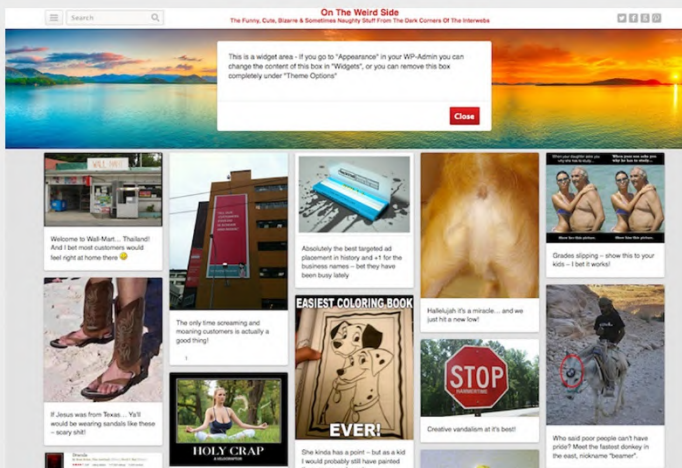 Search
On The Weird Side
The Funny, Cute, Bizarre & Sometimes Naughty Stuff From The Dark Corners Of The Interwebs
This is a widget area - If you go to "Appearance" in your WP-Admin you can
change the content of this box in "Widgets", or you can remove this box
completely under "Theme Options"
Close
WALL MART
Welcome to Wall-Mart... Thailand!
And I bet most customers would
feel right at home there
If Jesus was from Texas... Ya'll
would be wearing sandals like these
– scary shit!
The only time screaming and
moaning customers is actually a
good thing!
HOLY CRAP
Absolutely the best targeted ad
placement in history and +1 for the
business names – bet they have
been busy lately
EASIEST COLORING BOOK
EVER!
She kinda has a point – but as a kid
I would probably still have painted
Hallelujah it's a miracle... and we
just hit a new low!
STOP
HAMMERTIME
Creative vandalism at it's best!
Grades slipping – show this to your
kids – I bet it works!
Who said poor people can't have
pride? Meet the fastest donkey in
the east, nickname "beamer".